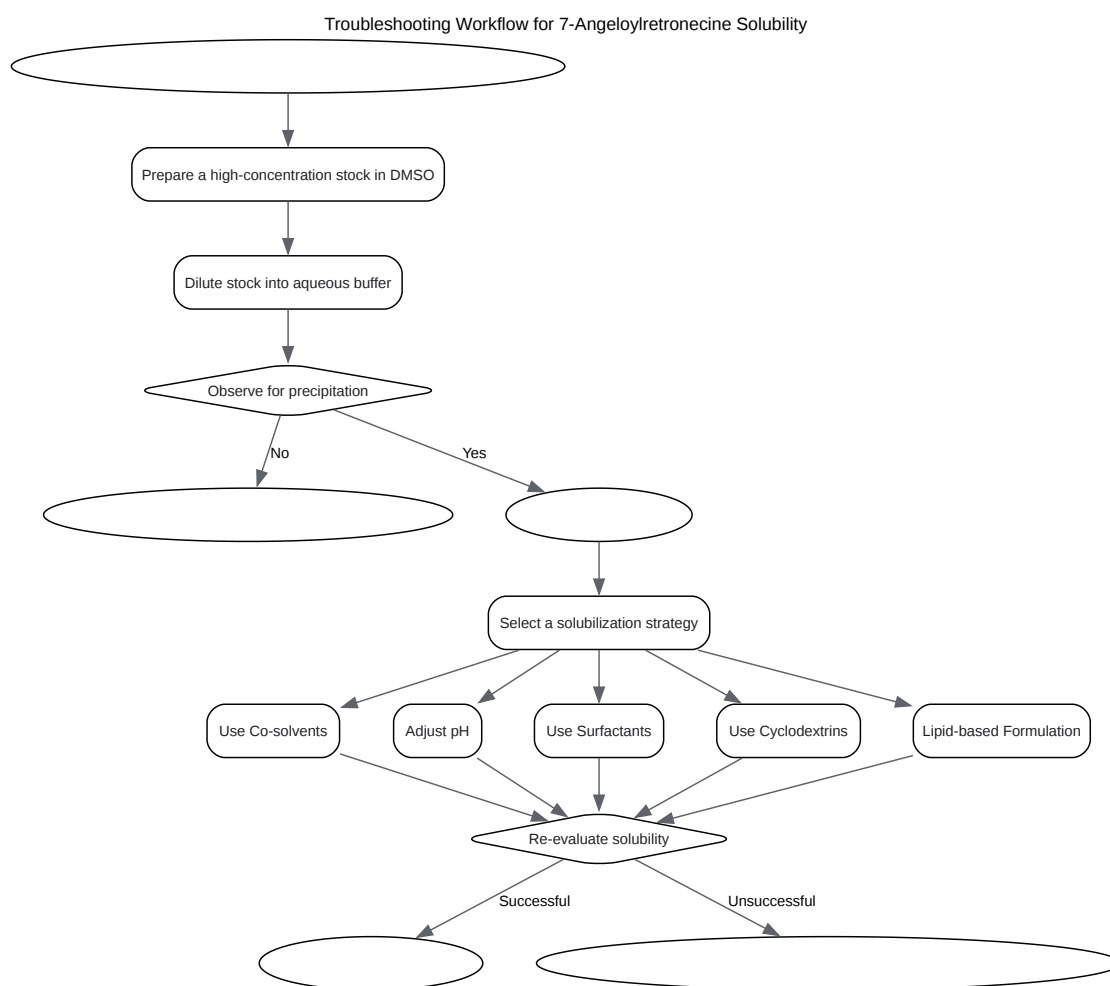 Troubleshooting Workflow for 7-Angeloylretronecine Solubility
Prepare a high-concentration stock in DMSO
Dilute stock into aqueous buffer
Observe for precipitation
No
Yes
Select a solubilization strategy
Use Co-solvents
Adjust pH
Use Surfactants
Use Cyclodextrins
Lipid-based Formulation
Re-evaluate solubility
Successful
Unsuccessful